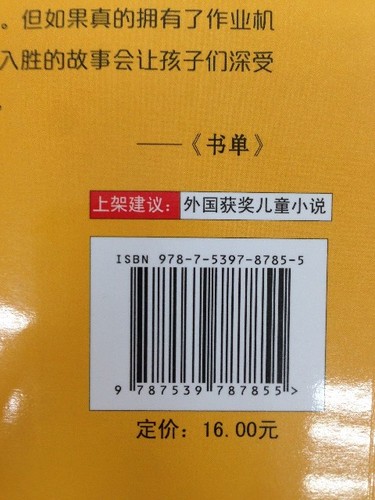 。但如果真的拥有了作业机
入胜的故事会让孩子们深受
——《书单》
上架建议：外国获奖儿童小说
ISBN 978-7-5397-8785-5
9 787539 787855 >
定价：16.00元